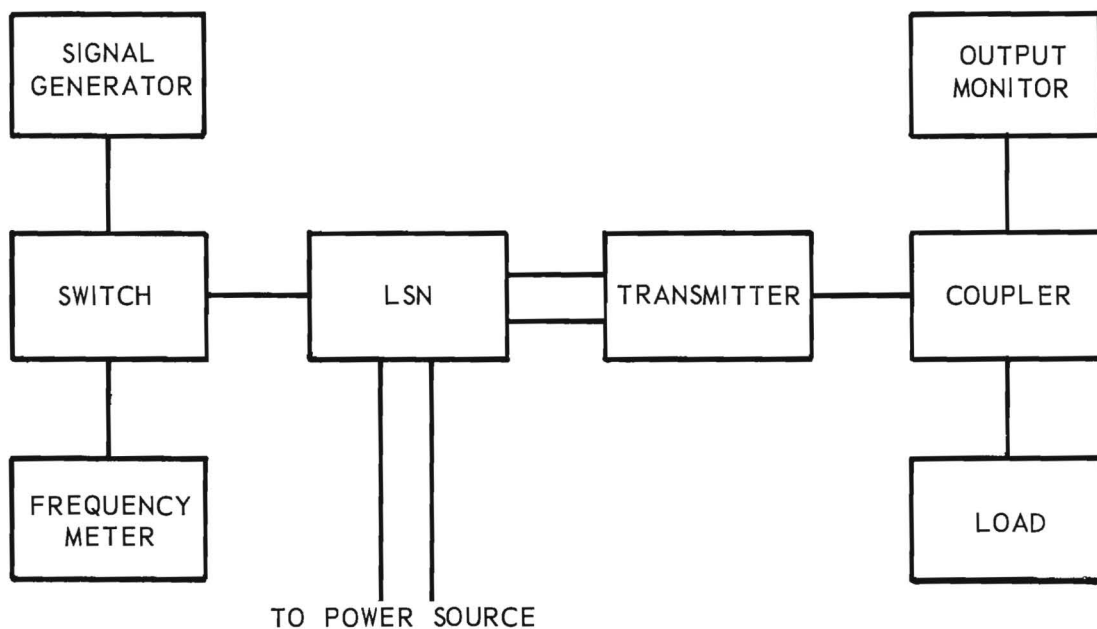 SIGNAL
GENERATOR
OUTPUT
MONITOR
SWITCH
LSN
TRANSMITTER
COUPLER
FREQUENCY
METER
LOAD
TO POWER SOURCE